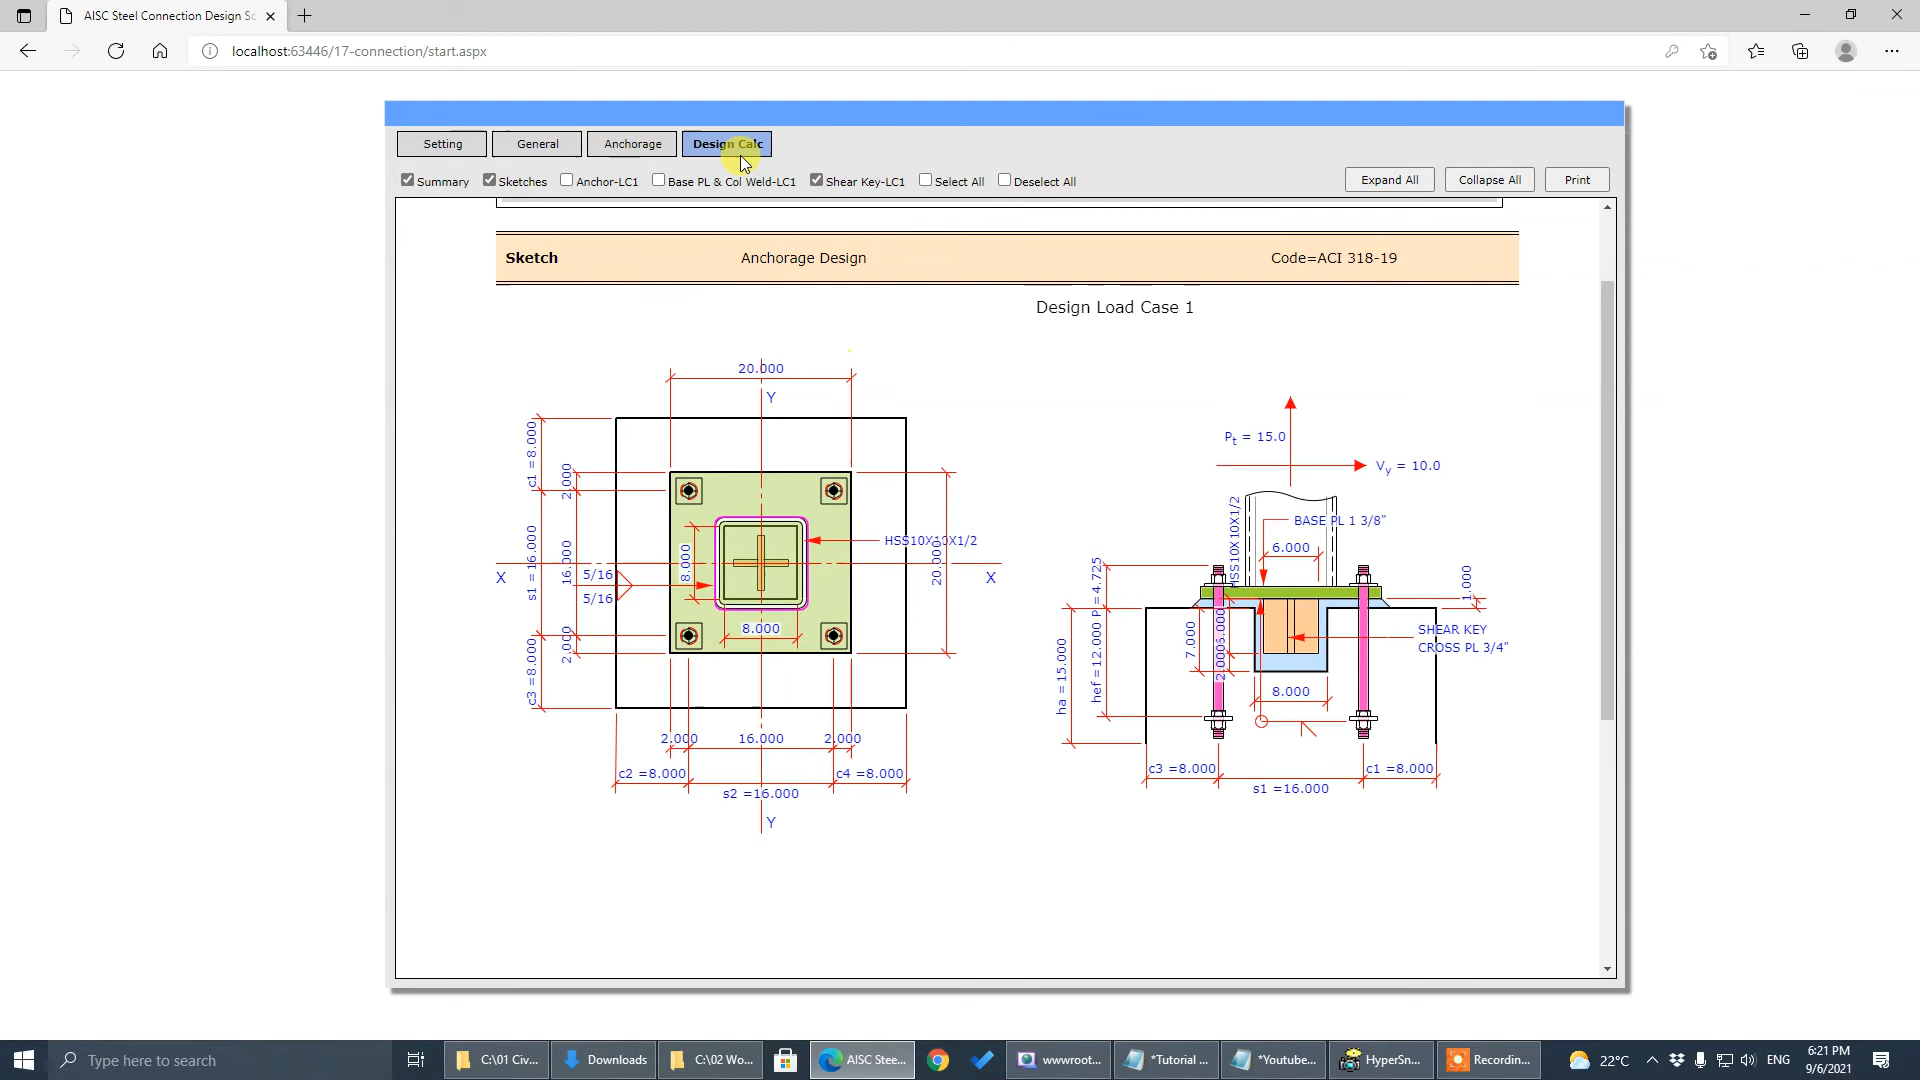 AISC Steel Connection Design So
localhost:63446/17-connection/start.aspx
Setting
General
Anchorage
Design Calc
Summary
Sketches
Anchor-LC1
Base PL & Col Weld-LC1
Shear Key-LC1
Select All
Deselect All
Expand All
Collapse All
Print
Sketch
Anchorage Design
Code=ACI 318-19
Design Load Case 1
20.000
Y
c1 =8.000
2.000
s1 =16.000
16.000
8.000
HSS10X10X1/2
20.000
X
X
5/16
5/16
8.000
2.000
c3 =8.000
2.000
16.000
2.000
c2 =8.000
c4 =8.000
s2 =16.000
Y
Pt = 15.0
Vy = 10.0
HSS10X10X1/2
BASE PL 1 3/8"
6.000
P =4.725
hef =12.000
1.000
7.000
6.000
2.000
SHEAR KEY
CROSS PL 3/4"
ha =15.000
8.000
c3 =8.000
c1 =8.000
s1 =16.000
Type here to search
C:\01 Civ...
Downloads
C:\02 Wo...
AISC Stee...
wwwroot...
*Tutorial ...
*Youtube...
HyperSn...
Recordin...
22°C
ENG
6:21 PM
9/6/2021